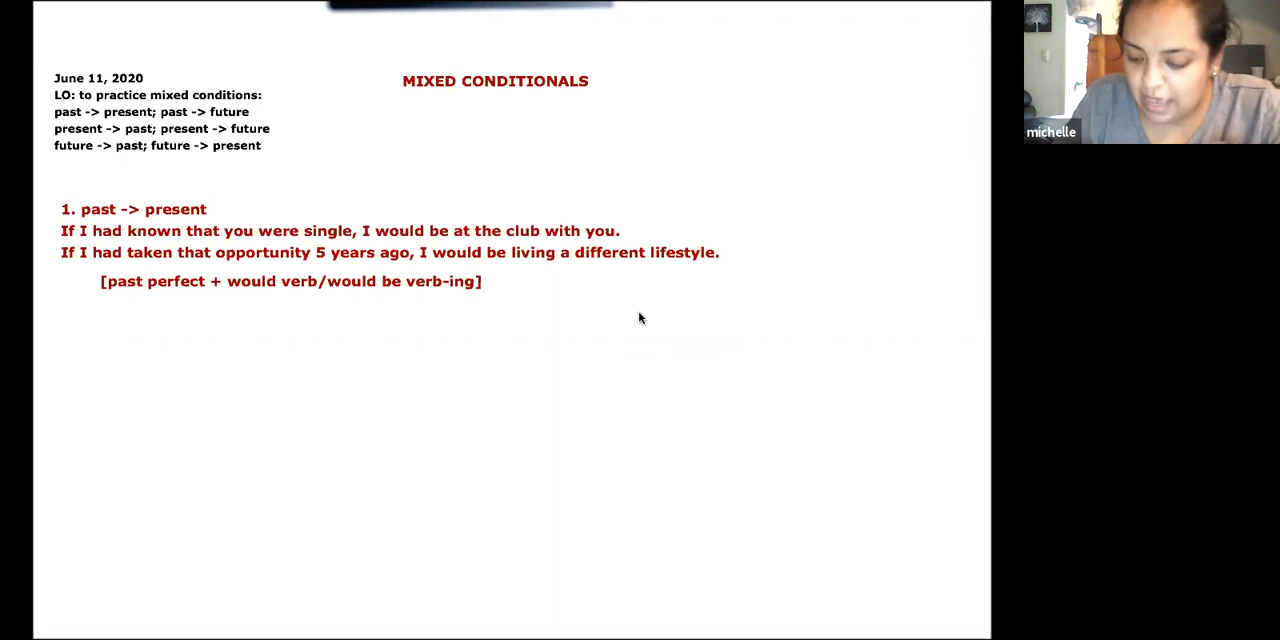 June 11, 2020
MIXED CONDITIONALS
LO: to practice mixed conditions:
past -> present; past -> future
present -> past; present -> future
future -> past; future -> present
1. past -> present
If I had known that you were single, I would be at the club with you.
If I had taken that opportunity 5 years ago, I would be living a different lifestyle.
[past perfect + would verb/would be verb-ing]
michelle